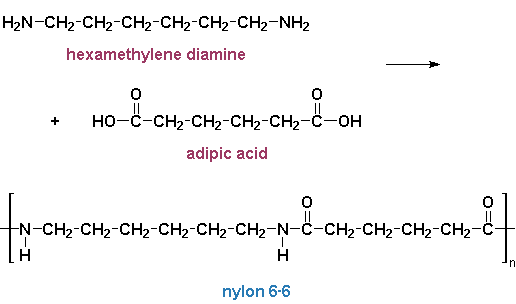 H₂N–CH₂-CH₂-CH₂-CH₂-CH₂-CH₂–NH₂
hexamethylene diamine
O O
+ HO–C–CH₂-CH₂-CH₂-CH₂–C–OH
adipic acid
O O
N–CH₂-CH₂-CH₂-CH₂-CH₂-CH₂–N–C–CH₂-CH₂-CH₂-CH₂–C
H H n
nylon 6-6